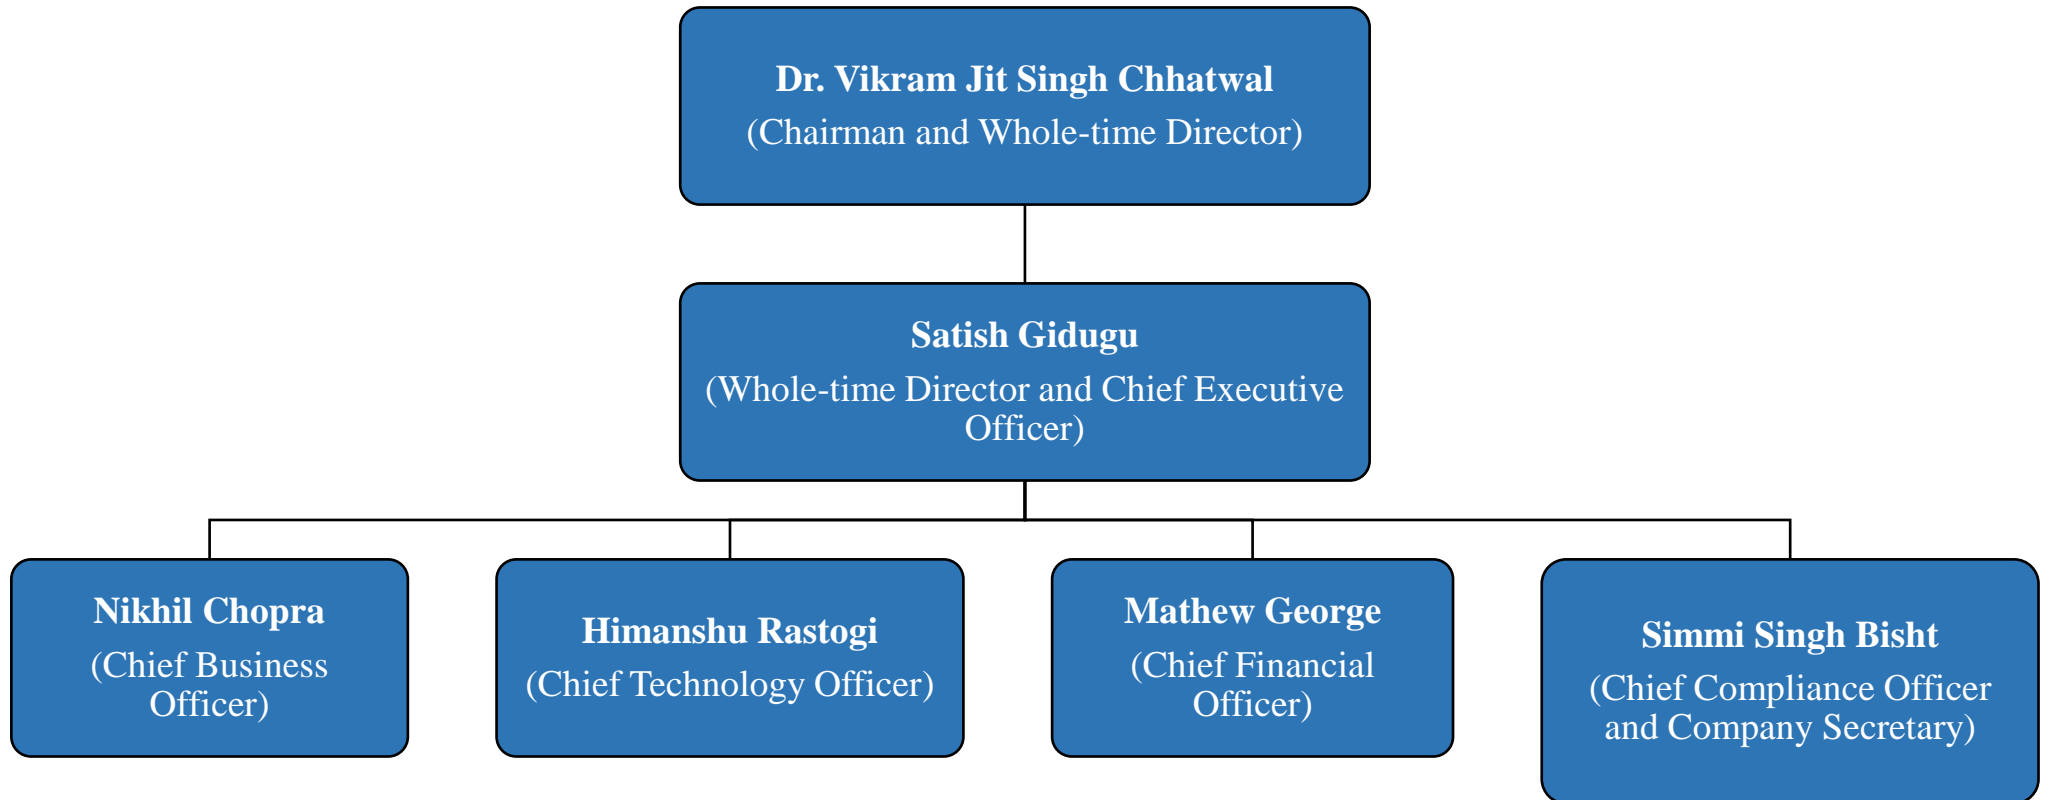 Dr. Vikram Jit Singh Chhatwal
(Chairman and Whole-time Director)
Satish Gidugu
(Whole-time Director and Chief Executive
Officer)
Nikhil Chopra
(Chief Business
Officer)
Himanshu Rastogi
(Chief Technology Officer)
Mathew George
(Chief Financial
Officer)
Simmi Singh Bisht
(Chief Compliance Officer
and Company Secretary)